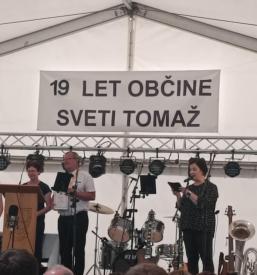 19 LET OBČINE
SVETI TOMAŽ